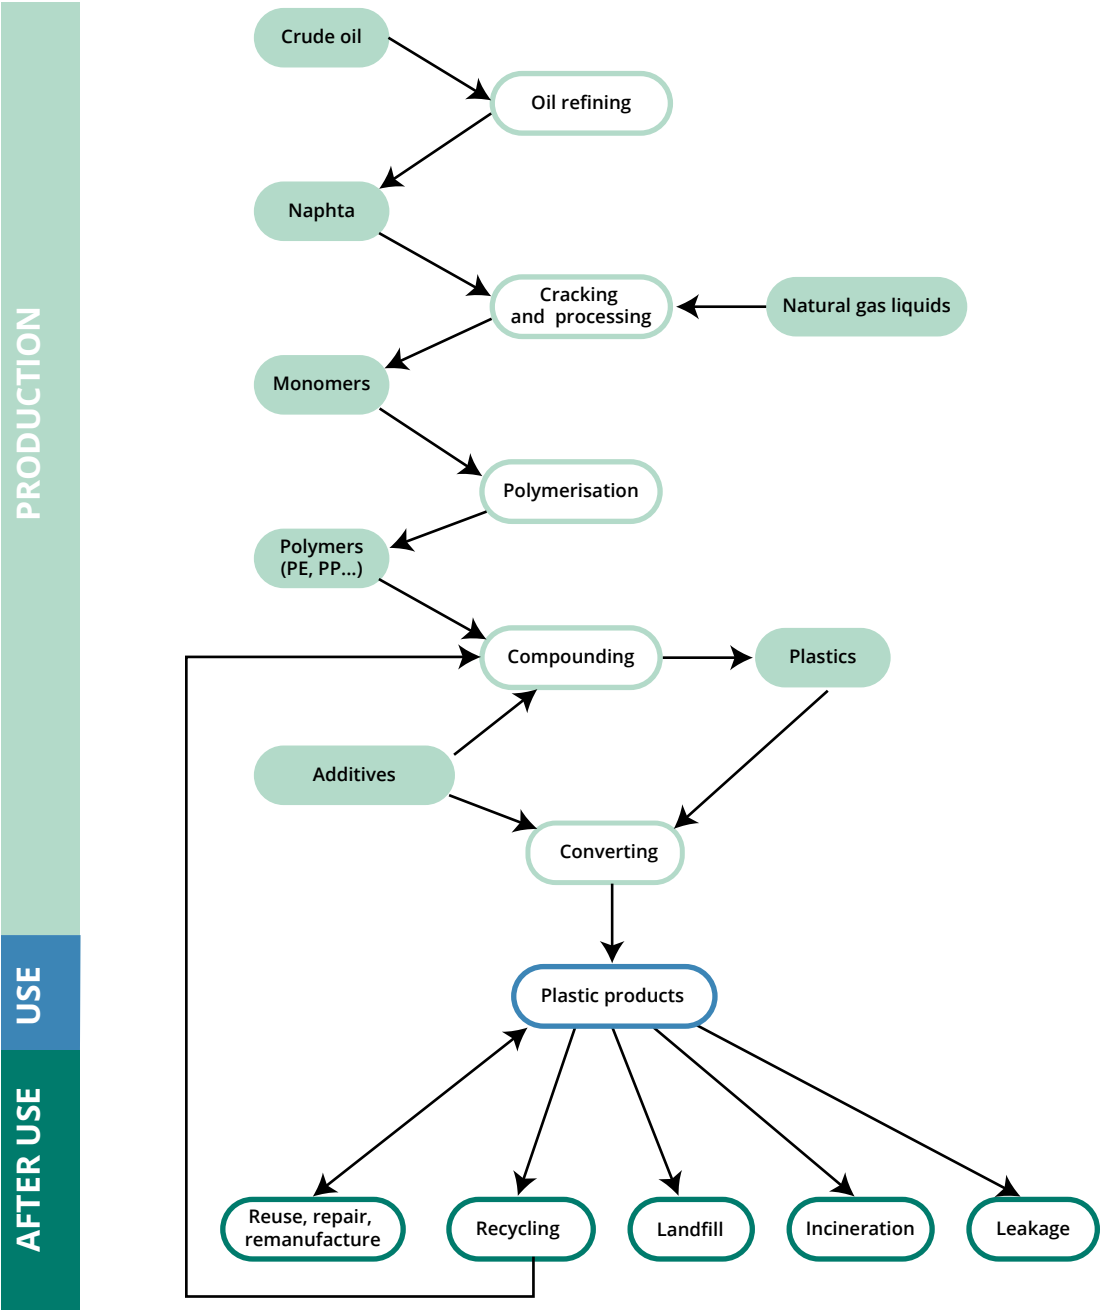 PRODUCTION
Crude oil
Oil refining
Naphta
Cracking
and processing
Natural gas liquids
Monomers
Polymerisation
Polymers
(PE, PP...)
Compounding
Plastics
Additives
Converting
USE
Plastic products
AFTER USE
Reuse, repair,
remanufacture
Recycling
Landfill
Incineration
Leakage